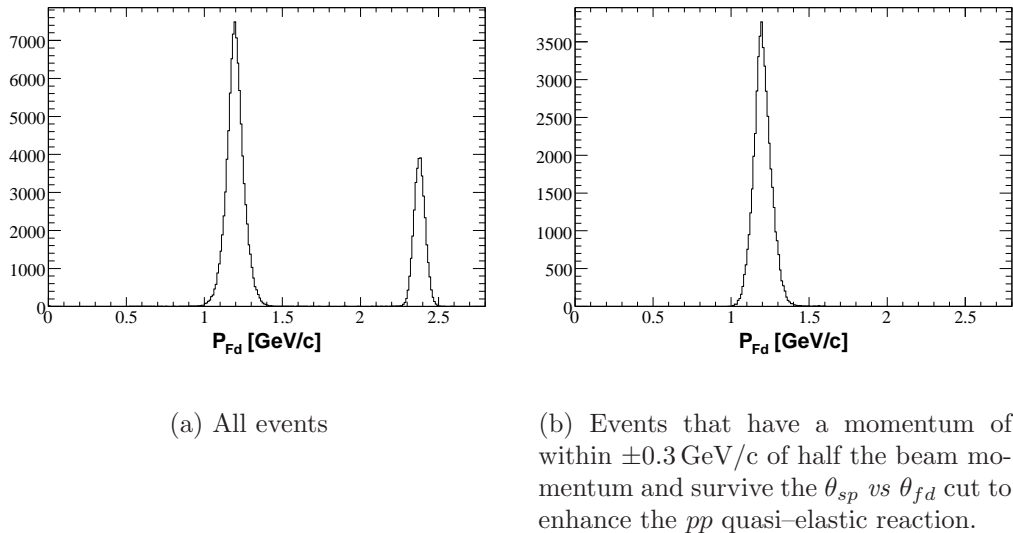 7000
6000
5000
4000
3000
2000
1000
0
0 0.5 1 1.5 2 2.5
P_Fd [GeV/c]
3500
3000
2500
2000
1500
1000
500
0
0 0.5 1 1.5 2 2.5
P_Fd [GeV/c]
(a) All events
(b) Events that have a momentum of
within ±0.3 GeV/c of half the beam mo-
mentum and survive the θ_sp vs θ_fd cut to
enhance the pp quasi–elastic reaction.